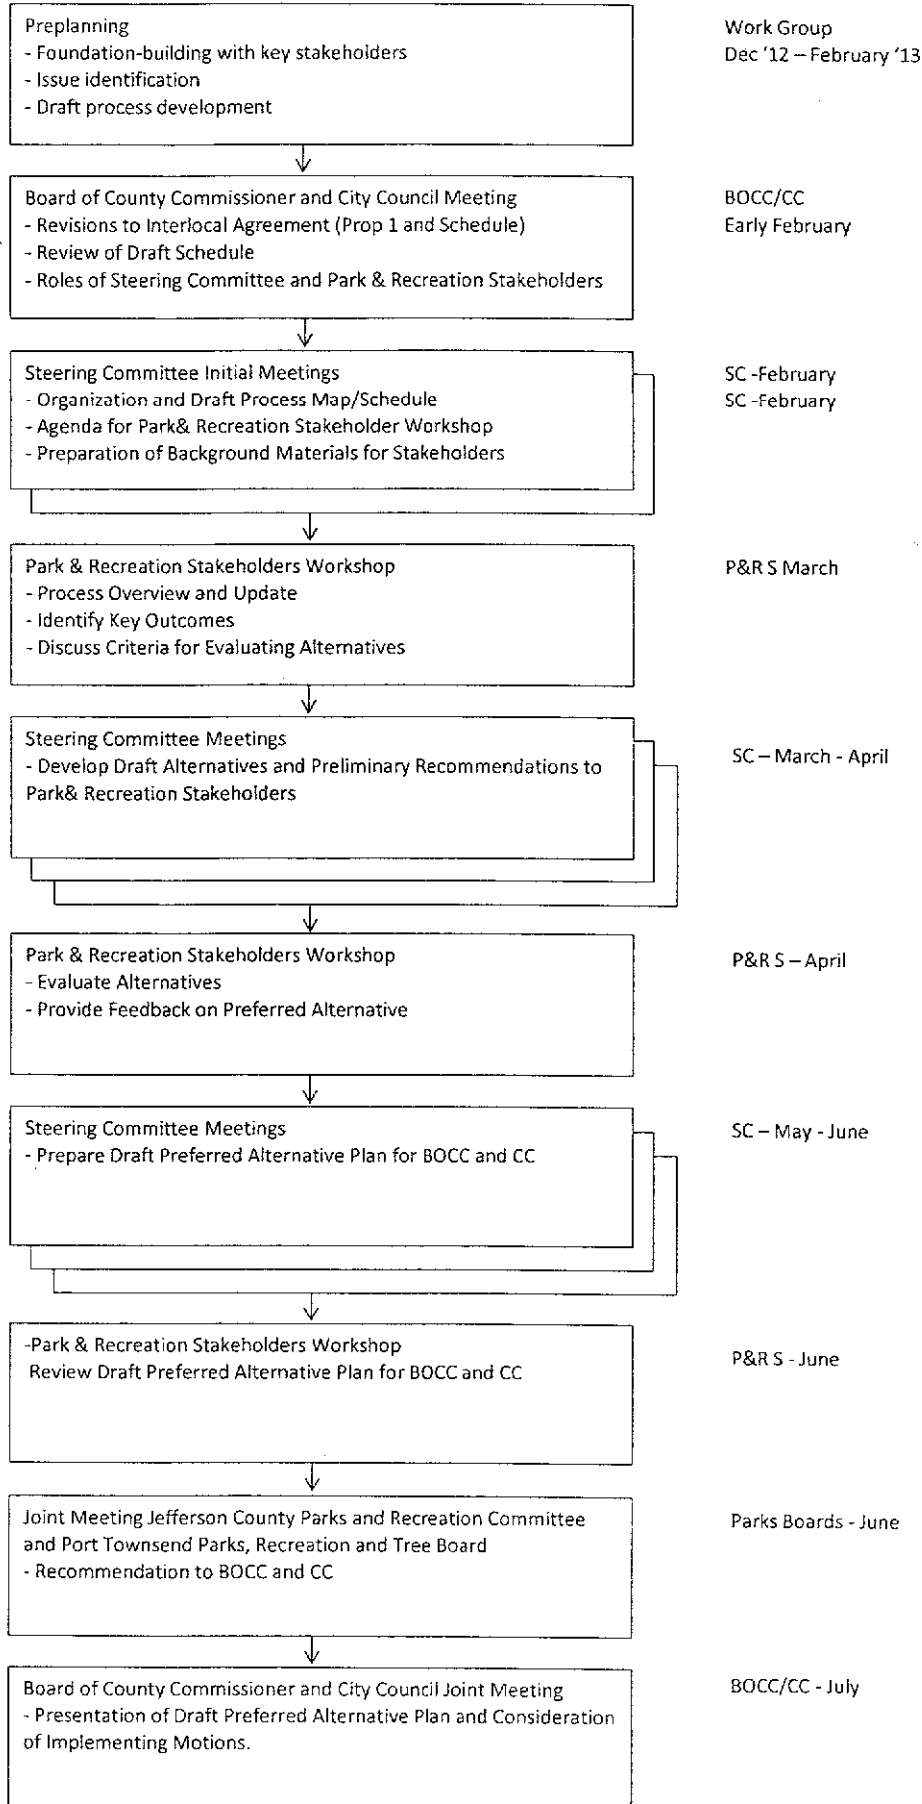 Preplanning
- Foundation-building with key stakeholders
- Issue identification
- Draft process development
Work Group
Dec '12 – February '13
Board of County Commissioner and City Council Meeting
- Revisions to Interlocal Agreement (Prop 1 and Schedule)
- Review of Draft Schedule
- Roles of Steering Committee and Park & Recreation Stakeholders
BOCC/CC
Early February
Steering Committee Initial Meetings
- Organization and Draft Process Map/Schedule
- Agenda for Park& Recreation Stakeholder Workshop
- Preparation of Background Materials for Stakeholders
SC -February
SC -February
Park & Recreation Stakeholders Workshop
- Process Overview and Update
- Identify Key Outcomes
- Discuss Criteria for Evaluating Alternatives
P&R S March
Steering Committee Meetings
- Develop Draft Alternatives and Preliminary Recommendations to
Park& Recreation Stakeholders
SC – March - April
Park & Recreation Stakeholders Workshop
- Evaluate Alternatives
- Provide Feedback on Preferred Alternative
P&R S – April
Steering Committee Meetings
- Prepare Draft Preferred Alternative Plan for BOCC and CC
SC – May - June
-Park & Recreation Stakeholders Workshop
Review Draft Preferred Alternative Plan for BOCC and CC
P&R S - June
Joint Meeting Jefferson County Parks and Recreation Committee
and Port Townsend Parks, Recreation and Tree Board
- Recommendation to BOCC and CC
Parks Boards - June
Board of County Commissioner and City Council Joint Meeting
- Presentation of Draft Preferred Alternative Plan and Consideration
of Implementing Motions.
BOCC/CC - July